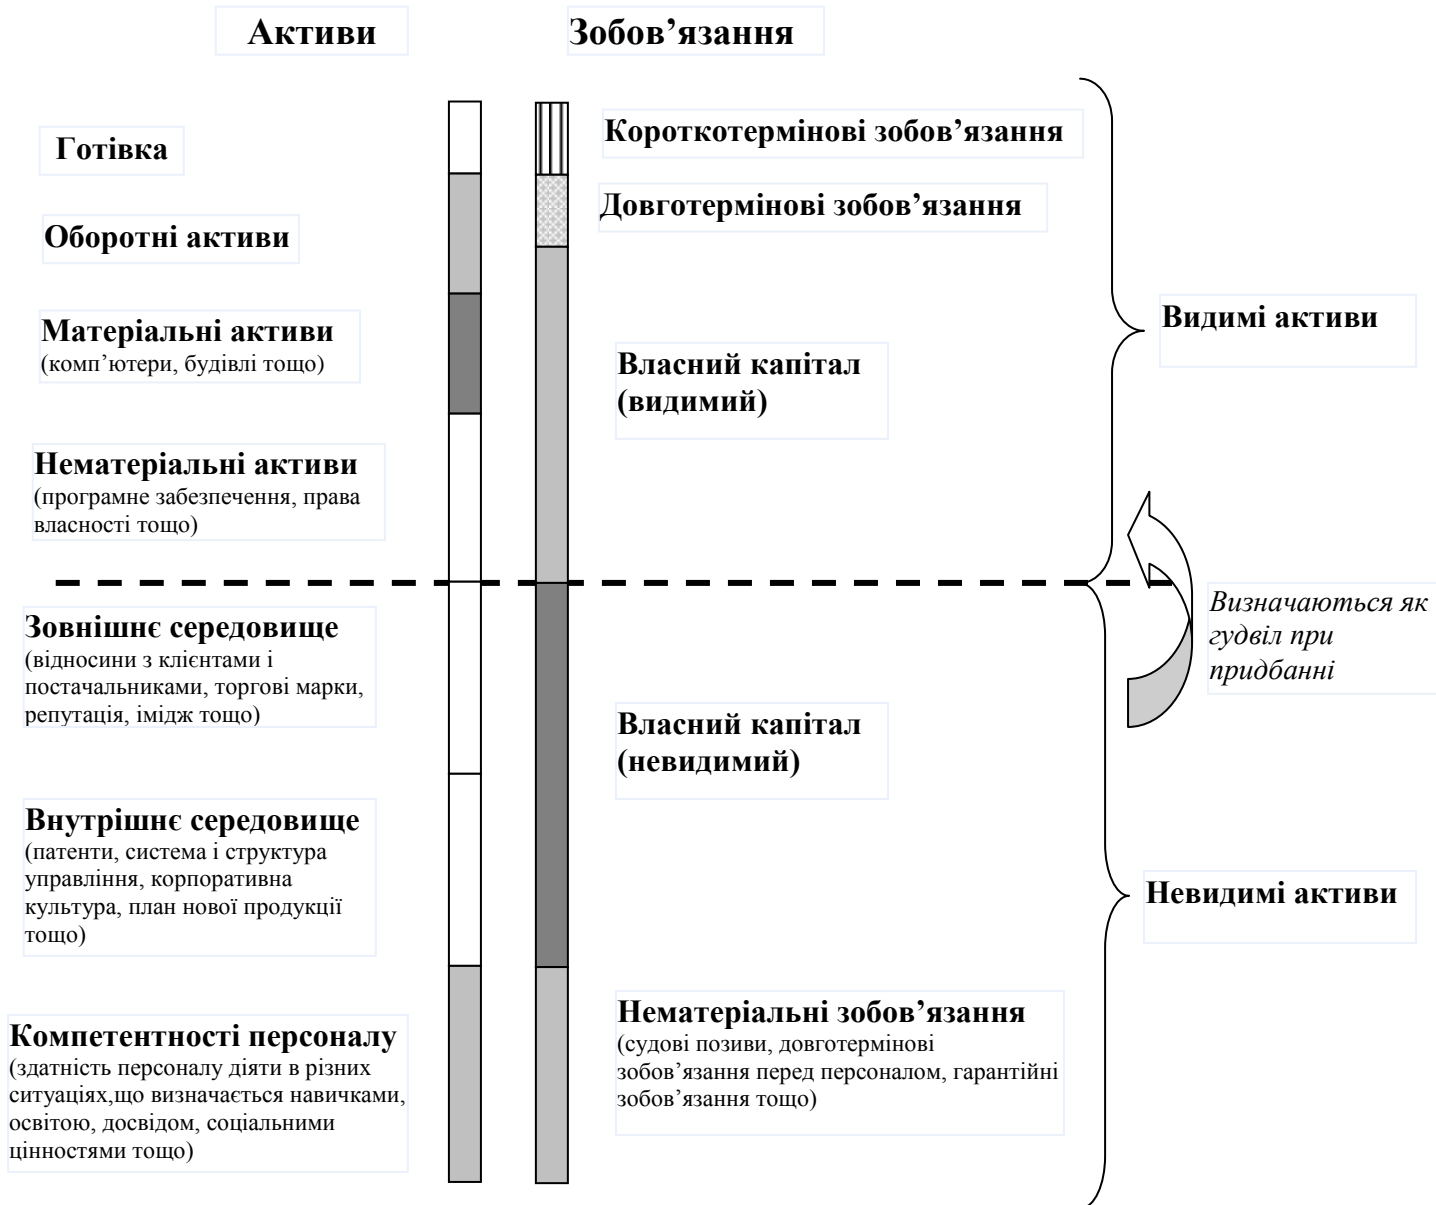 Активи
Зобов’язання
Готівка
Оборотні активи
Матеріальні активи
(комп’ютери, будівлі тощо)
Нематеріальні активи
(програмне забезпечення, права
власності тощо)
Зовнішнє середовище
(відносини з клієнтами і
постачальниками, торгові марки,
репутація, імідж тощо)
Внутрішнє середовище
(патенти, система і структура
управління, корпоративна
культура, план нової продукції
тощо)
Компетентності персоналу
(здатність персоналу діяти в різних
ситуаціях,що визначається навичками,
освітою, досвідом, соціальними
цінностями тощо)
Короткотермінові зобов’язання
Довготермінові зобов’язання
Власний капітал
(видимий)
Власний капітал
(невидимий)
Нематеріальні зобов’язання
(судові позиви, довготермінові
зобов’язання перед персоналом, гарантійні
зобов’язання тощо)
Видимі активи
Визначаються як
гудвіл при
придбанні
Невидимі активи